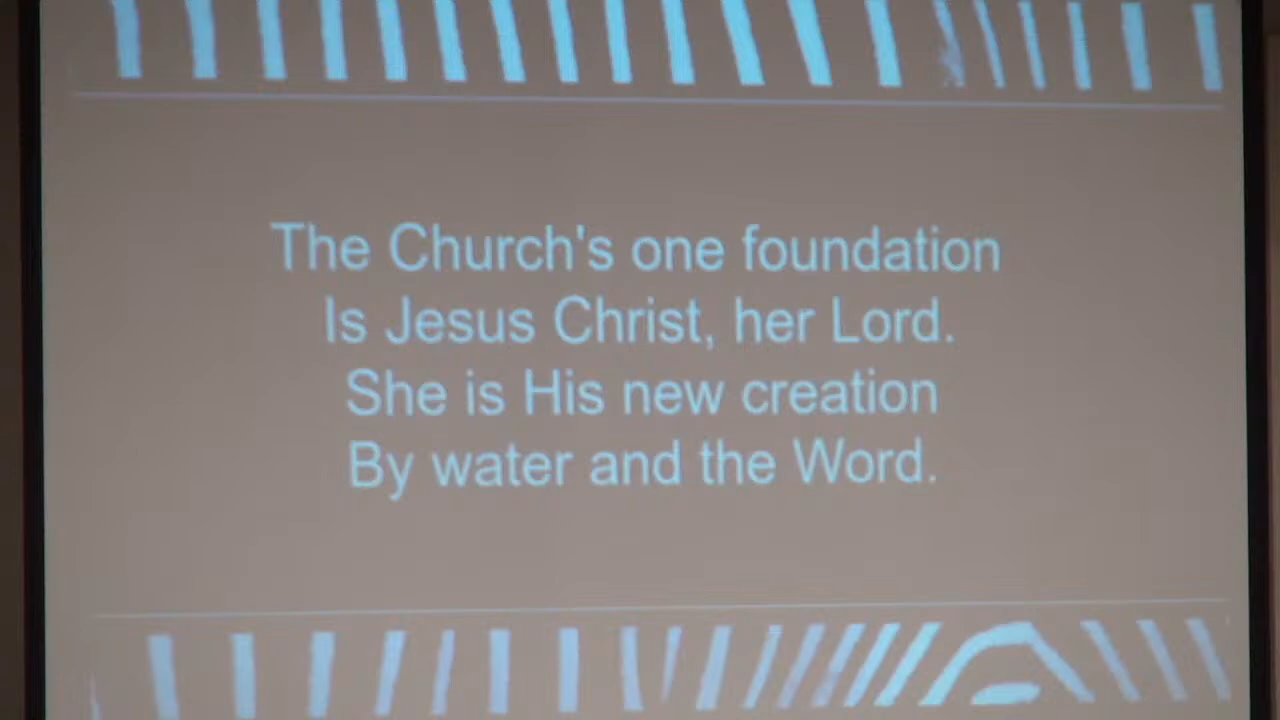 The Church's one foundation
Is Jesus Christ, her Lord.
She is His new creation
By water and the Word.